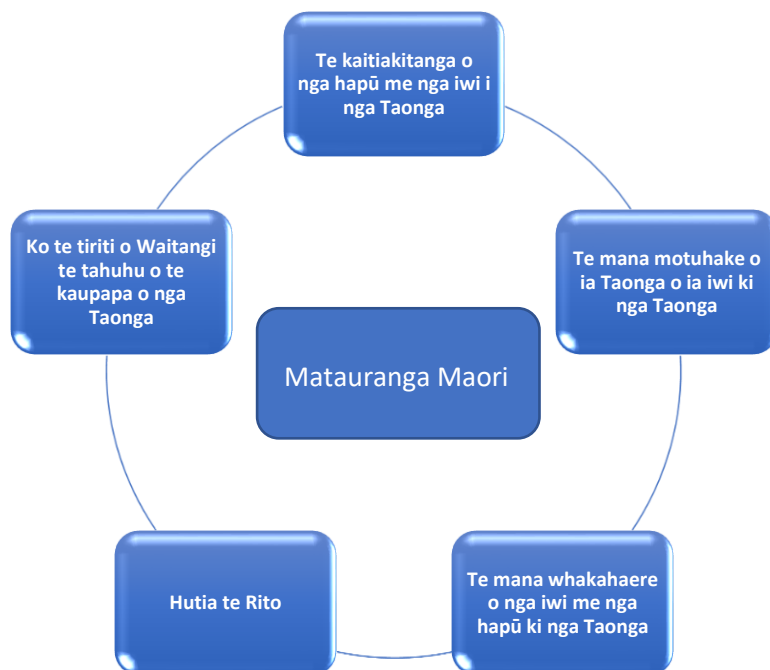 Te kaitiakitanga o
nga hapū me nga iwi i
nga Taonga
Ko te tiriti o Waitangi
te tahuhu o te
kaupapa o nga
Taonga
Te mana motuhake o
ia Taonga o ia iwi ki
nga Taonga
Matauranga Maori
Hutia te Rito
Te mana whakahaere
o nga iwi me nga
hapū ki nga Taonga